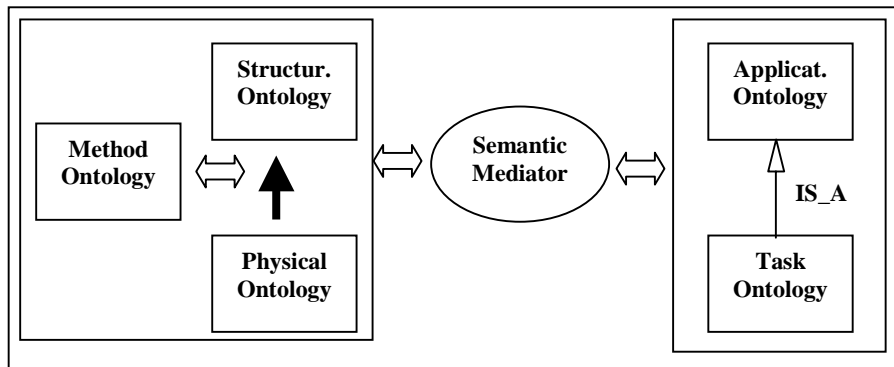 Structur.
Ontology
Applicat.
Ontology
Method
Ontology
Semantic
Mediator
IS_A
Physical
Ontology
Task
Ontology